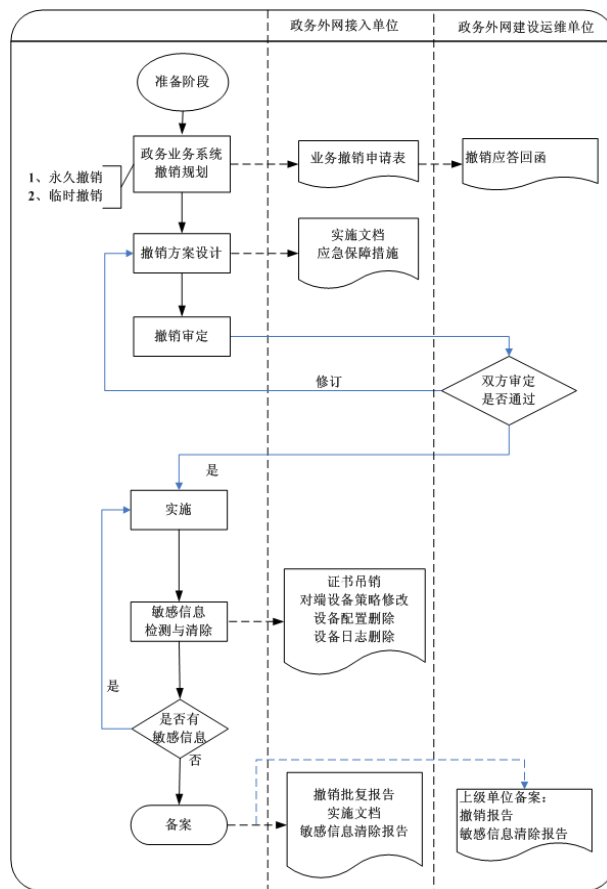 政务外网接入单位
政务外网建设运维单位
准备阶段
政务业务系统
撤销规划
1、永久撤销
2、临时撤销
业务撤销申请表
撤销应答回函
撤销方案设计
实施文档
应急保障措施
撤销审定
双方审定
是否通过
修订
是
实施
敏感信息
检测与清除
证书吊销
对端设备策略修改
设备配置删除
设备日志删除
是
是否有
敏感信息
否
备案
撤销批复报告
实施文档
敏感信息清除报告
上级单位备案：
撤销报告
敏感信息清除报告